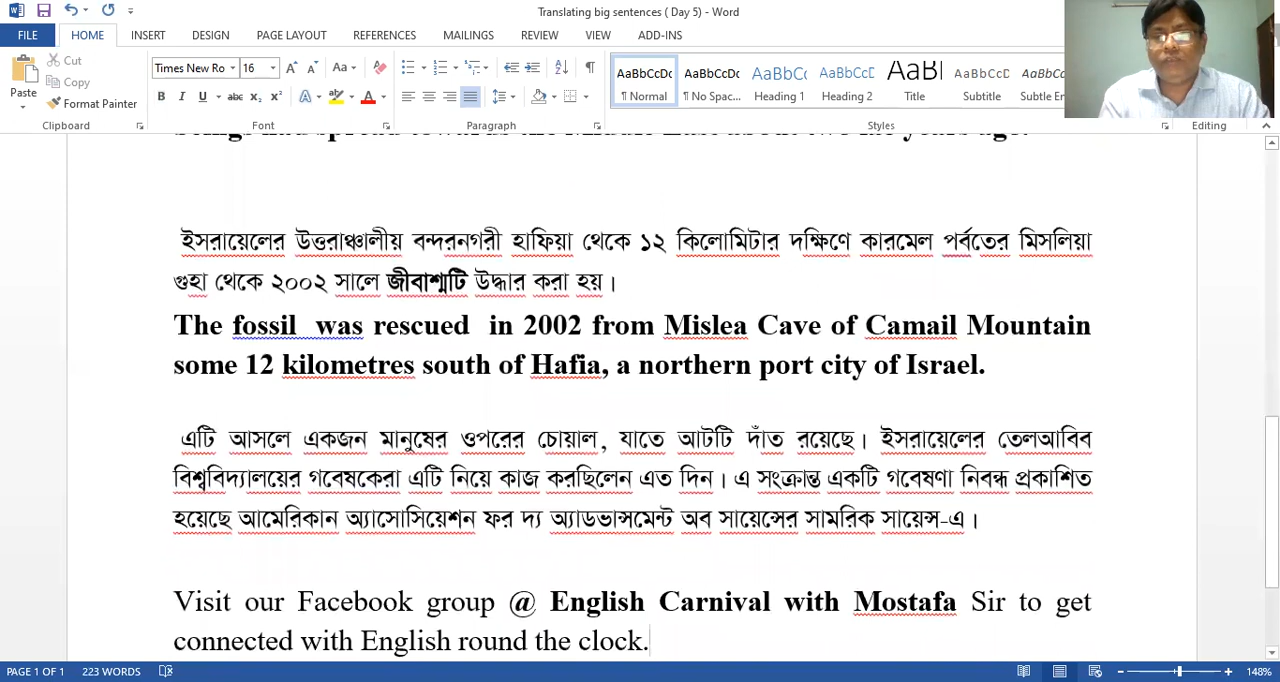 Translating big sentences ( Day 5) - Word
FILE HOME INSERT DESIGN PAGE LAYOUT REFERENCES MAILINGS REVIEW VIEW ADD-INS
Cut
Copy
Format Painter
Paste
Times New Ro 16
AaBbCcDc AaBbCcDc AaBbCc AaBbCcD AaBl AaBbCcD AaBbCcD
¶ Normal ¶ No Spac... Heading 1 Heading 2 Title Subtitle Subtle Em
Clipboard Font Paragraph Styles Editing
ইসরায়েলের উত্তরাঞ্চালীয় বন্দরনগরী হাফিয়া থেকে ১২ কিলোমিটার দক্ষিণে কারমেল পর্বতের মিসলিয়া
গুহা থেকে ২০০২ সালে জীবাশ্মটি উদ্ধার করা হয়।
The fossil was rescued in 2002 from Mislea Cave of Camail Mountain
some 12 kilometres south of Hafia, a northern port city of Israel.
এটি আসলে একজন মানুষের ওপরের চোয়াল, যাতে আটটি দাঁত রয়েছে। ইসরায়েলের তেলআবিব
বিশ্ববিদ্যালয়ের গবেষকেরা এটি নিয়ে কাজ করছিলেন এত দিন। এ সংক্রান্ত একটি গবেষণা নিবন্ধ প্রকাশিত
হয়েছে আমেরিকান অ্যাসোসিয়েশন ফর দ্য অ্যাডভান্সমেন্ট অব সায়েন্সের সামরিক সায়েন্স-এ।
Visit our Facebook group @ English Carnival with Mostafa Sir to get
connected with English round the clock.
PAGE 1 OF 1 223 WORDS 148%